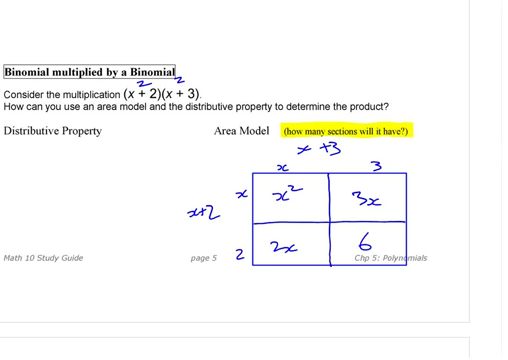 Binomial multiplied by a Binomial
2 2
Consider the multiplication (x + 2)(x + 3).
How can you use an area model and the distributive property to determine the product?
Distributive Property Area Model (how many sections will it have?)
x +3
x 3
x x² 3x
x+2
2 2x 6
Math 10 Study Guide page 5 Chp 5: Polynomials